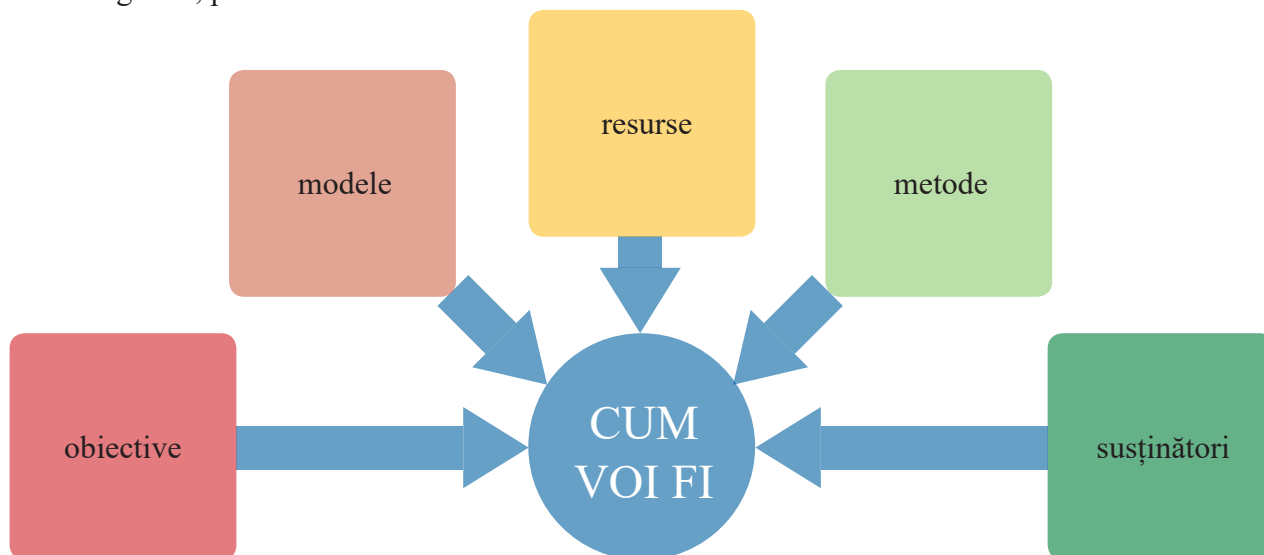 resurse
modele
metode
obiective
CUM
VOI FI
susținători